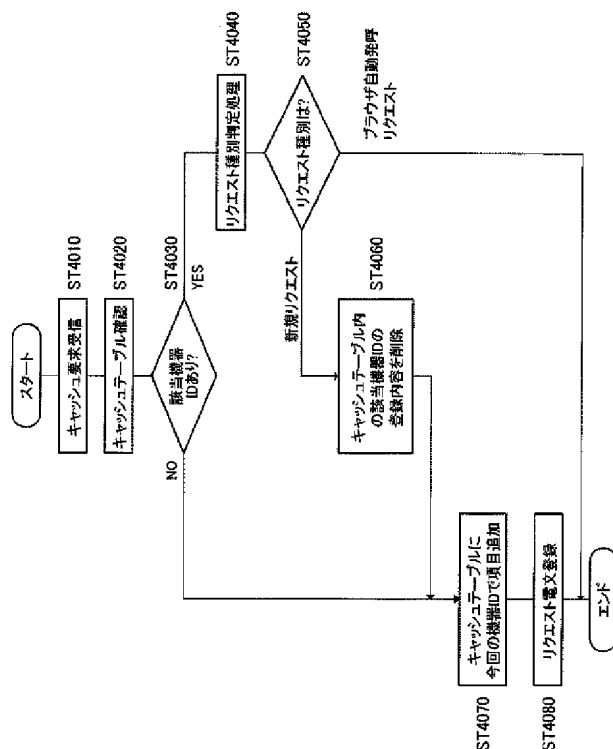 スタート
キャッシュ要求受信
ST4010
キャッシュテーブル確認
ST4020
該当機器
IDあり?
ST4030
YES
NO
リクエスト種別判定処理
ST4040
リクエスト種別は?
ST4050
新規リクエスト
ブラウザ自動発呼
リクエスト
キャッシュテーブル内
の該当機器IDの
登録内容を削除
ST4060
キャッシュテーブルに
今回の機器IDで項目追加
ST4070
リクエスト電文登録
ST4080
エンド